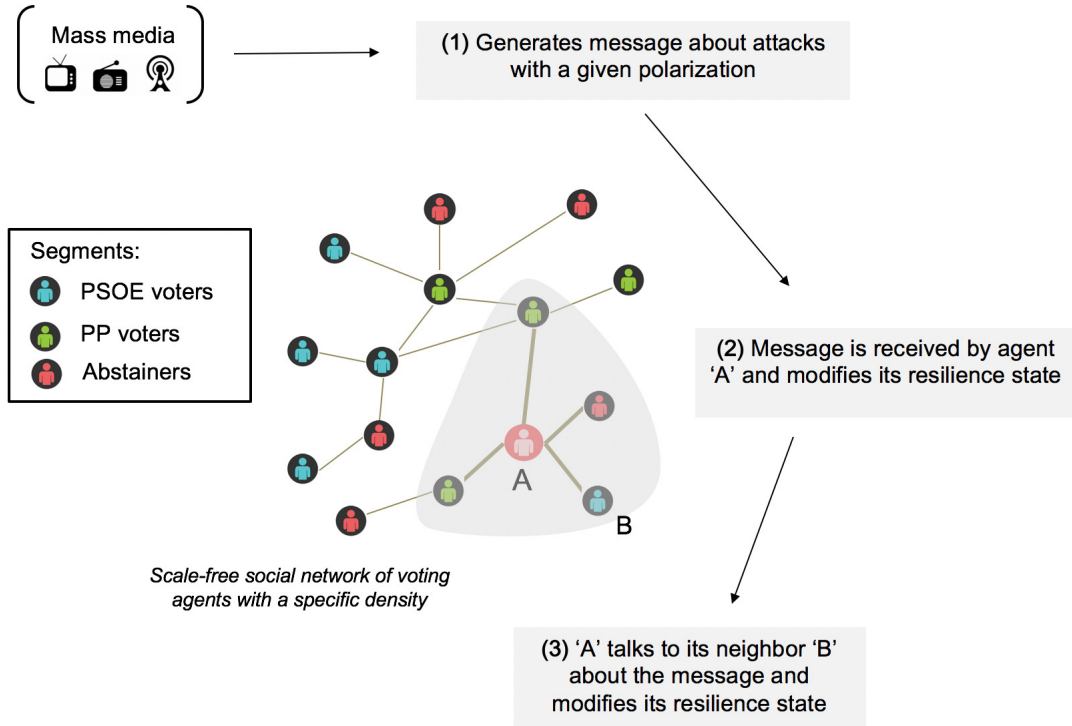 Mass media
(1) Generates message about attacks
with a given polarization
Segments:
PSOE voters
PP voters
Abstainers
(2) Message is received by agent
‘A’ and modifies its resilience state
A
B
Scale-free social network of voting
agents with a specific density
(3) ‘A’ talks to its neighbor ‘B’
about the message and
modifies its resilience state